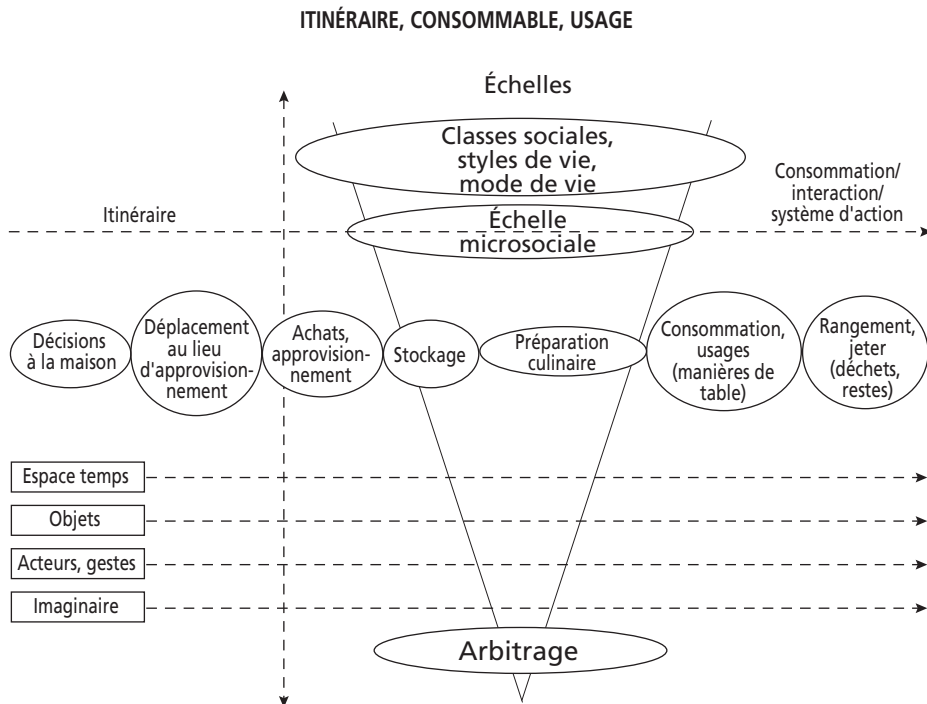 ITINÉRAIRE, CONSOMMABLE, USAGE
Échelles
Classes sociales,
styles de vie,
mode de vie
Consommation/
interaction/
système d'action
Itinéraire
Échelle
microsociale
Décisions
à la maison
Déplacement
au lieu
d'approvision-
nement
Achats,
approvision-
nement
Stockage
Préparation
culinaire
Consommation,
usages
(manières de
table)
Rangement,
jeter
(déchets,
restes)
Espace temps
Objets
Acteurs, gestes
Imaginaire
Arbitrage